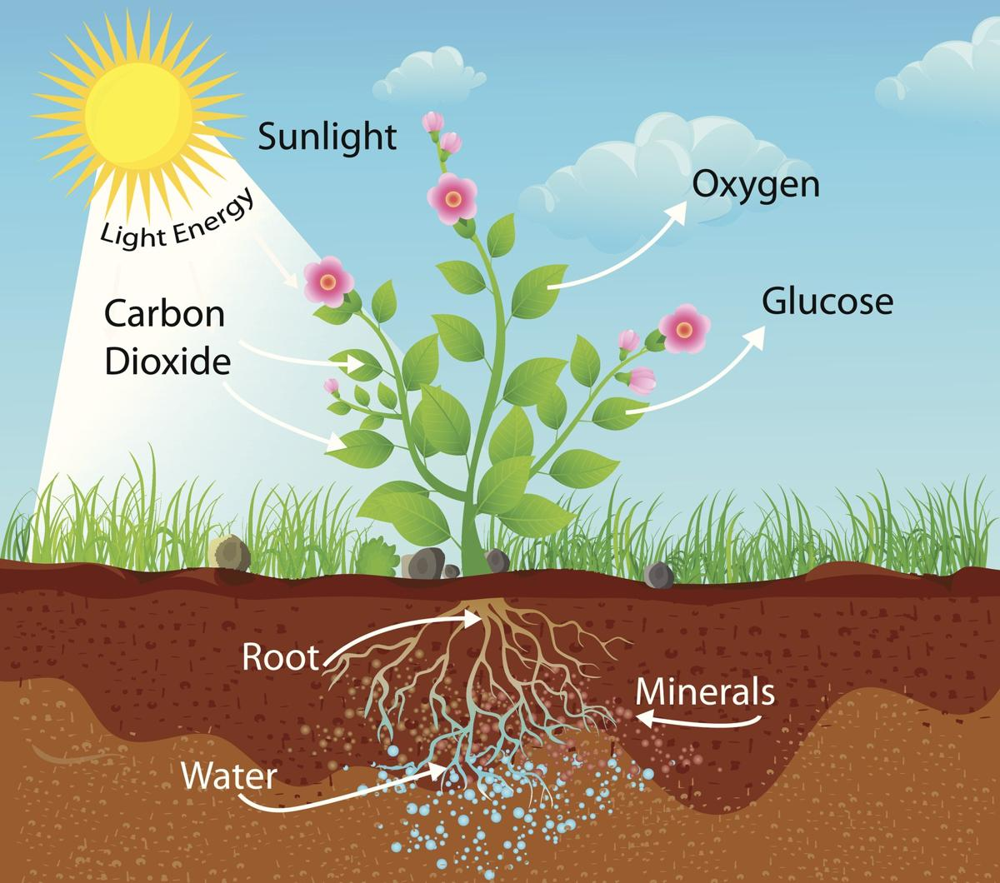 Sunlight
Oxygen
Light Energy
Glucose
Carbon
Dioxide
Root
Minerals
Water